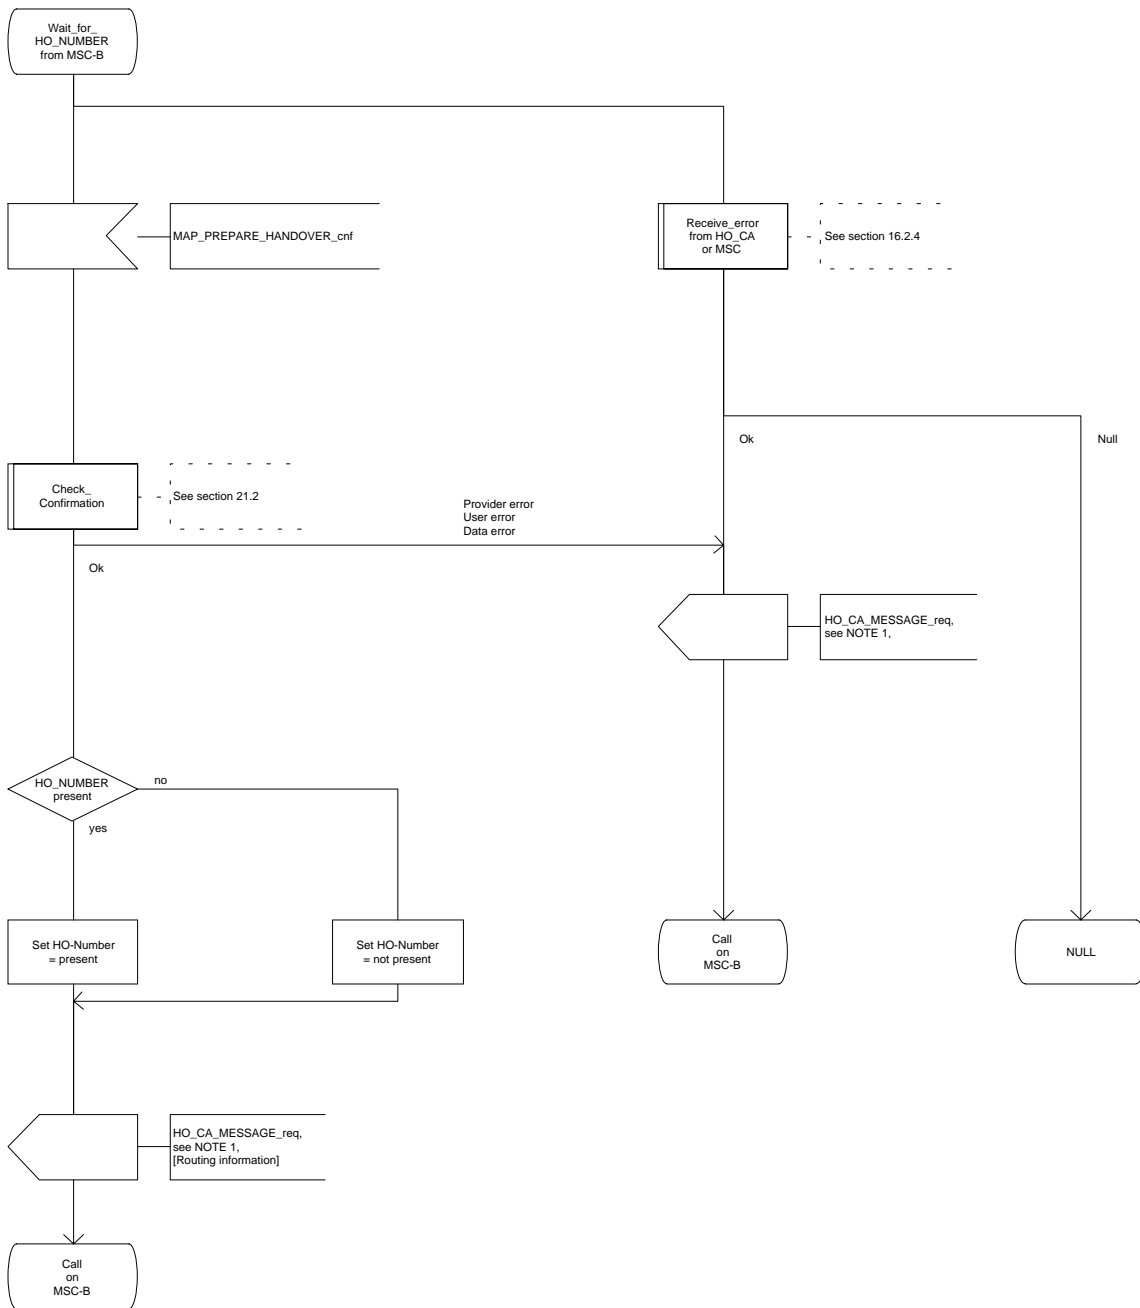 Wait_for_
HO_NUMBER
from MSC-B
MAP_PREPARE_HANDOVER_cnf
Receive_error
from HO_CA
or MSC
See section 16.2.4
Ok
Null
Check_
Confirmation
See section 21.2
Provider error
User error
Data error
Ok
HO_CA_MESSAGE_req,
see NOTE 1,
HO_NUMBER
present
no
yes
Set HO-Number
= present
Set HO-Number
= not present
Call
on
MSC-B
NULL
HO_CA_MESSAGE_req,
see NOTE 1,
[Routing information]
Call
on
MSC-B